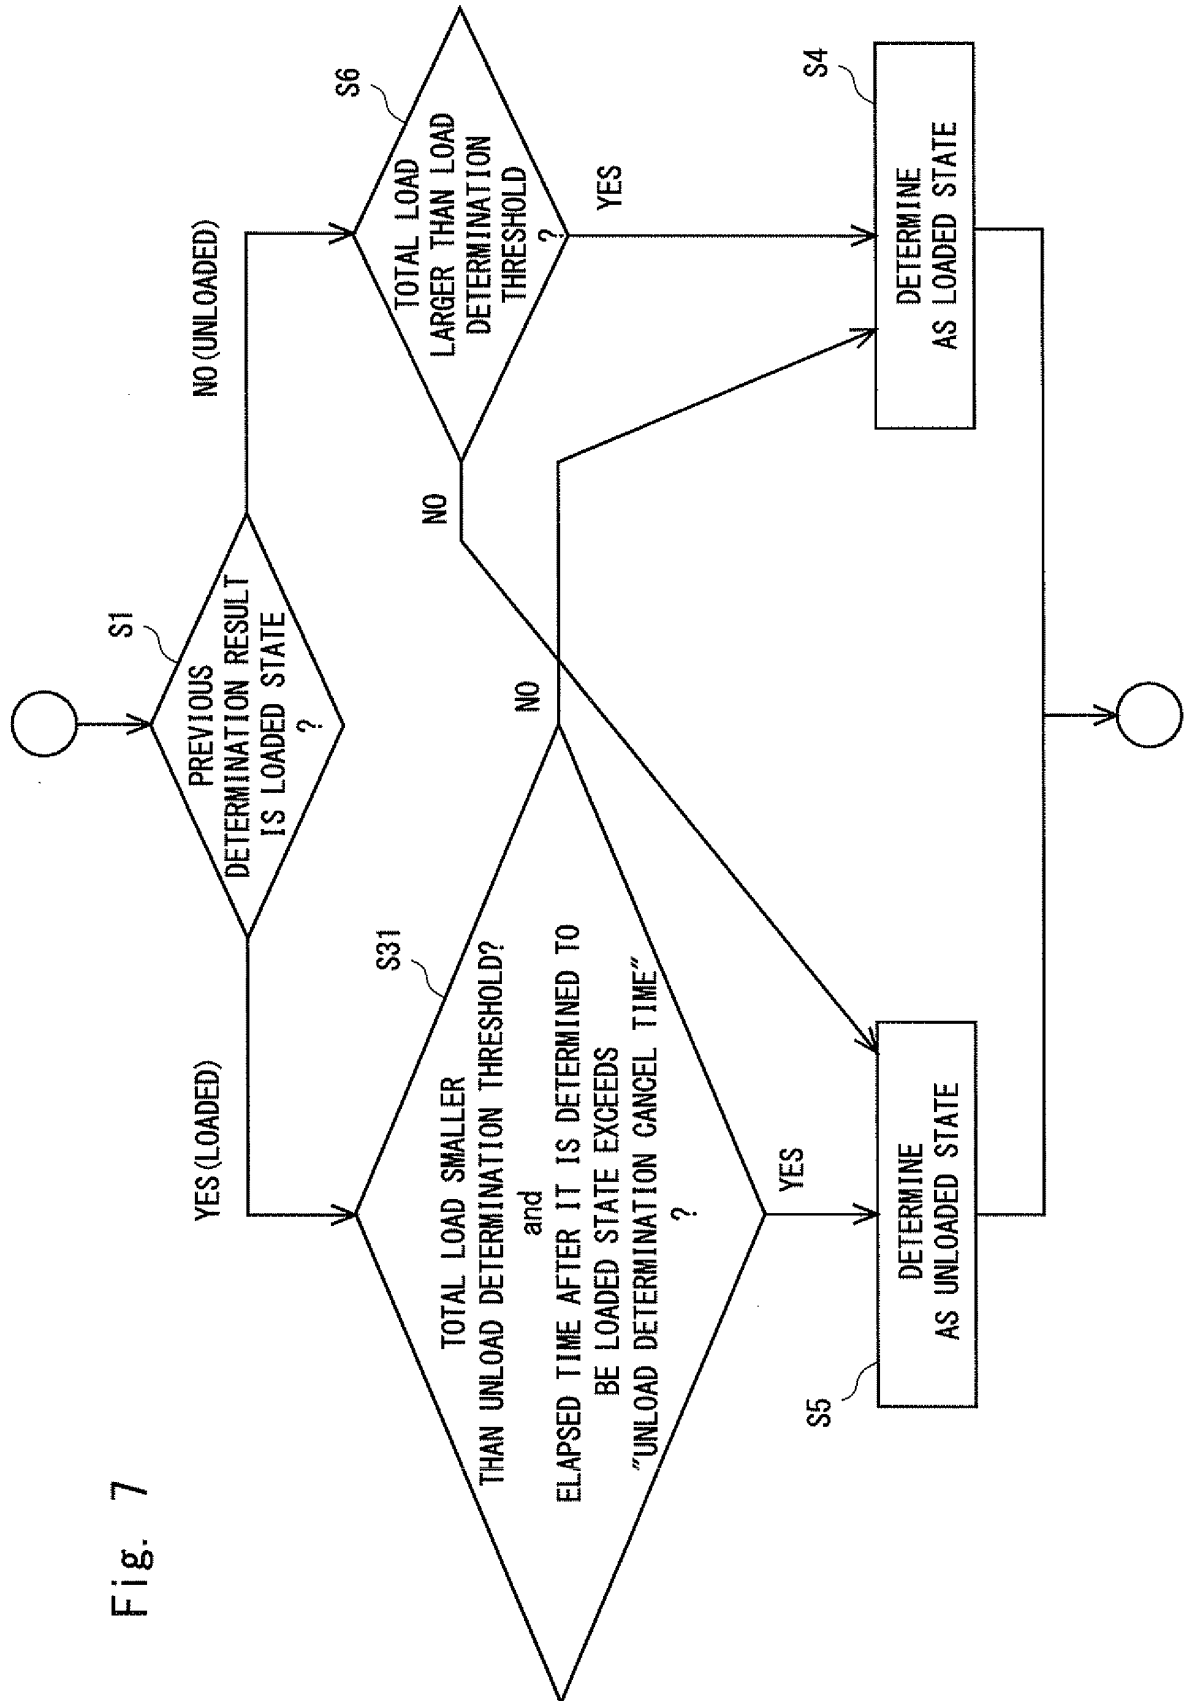 Fig. 7
S1
PREVIOUS
DETERMINATION RESULT
IS LOADED STATE
?
YES(LOADED)
NO(UNLOADED)
S31
TOTAL LOAD SMALLER
THAN UNLOAD DETERMINATION THRESHOLD?
and
ELAPSED TIME AFTER IT IS DETERMINED TO
BE LOADED STATE EXCEEDS
"UNLOAD DETERMINATION CANCEL TIME"
?
NO
YES
S6
TOTAL LOAD
LARGER THAN LOAD
DETERMINATION
THRESHOLD
?
NO
YES
S5
DETERMINE
AS UNLOADED STATE
S4
DETERMINE
AS LOADED STATE